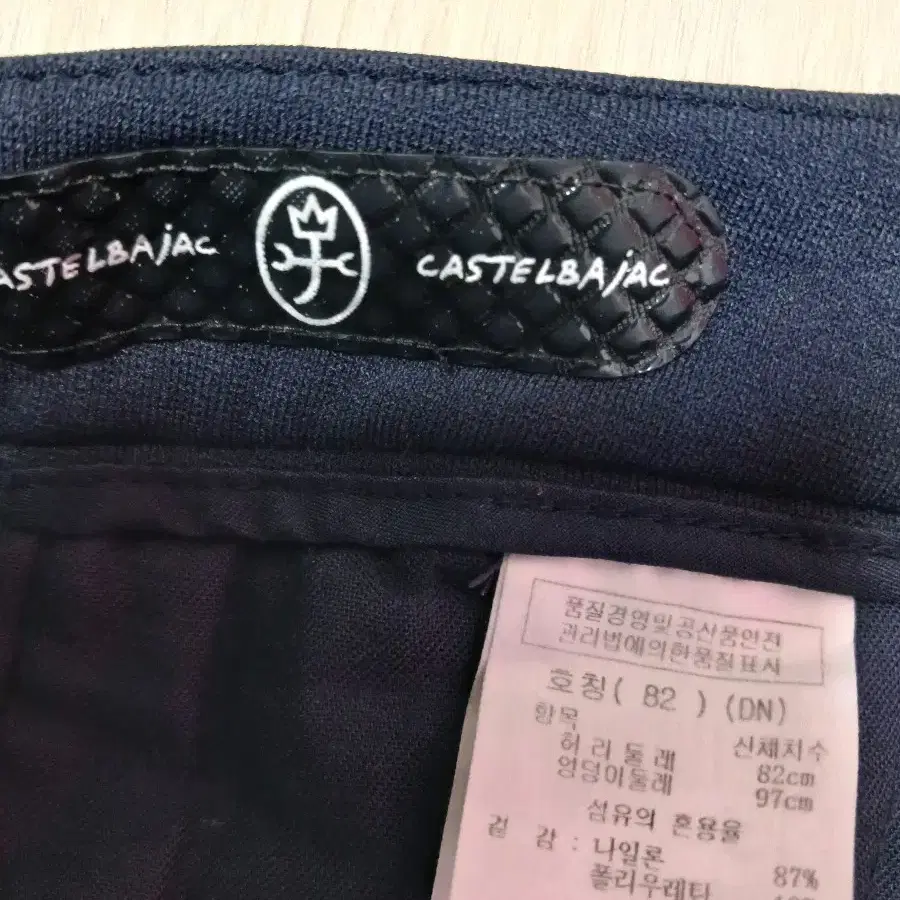 CASTELBAJAC CASTELBAJAC
품질경영및공산품안전
관리법에의한품질표시
호칭( 82 ) (DN)
항목 신체치수
허리둘레 82cm
엉덩이둘레 97cm
섬유의 혼용율
겉 감 : 나일론 87%
폴리우레탄